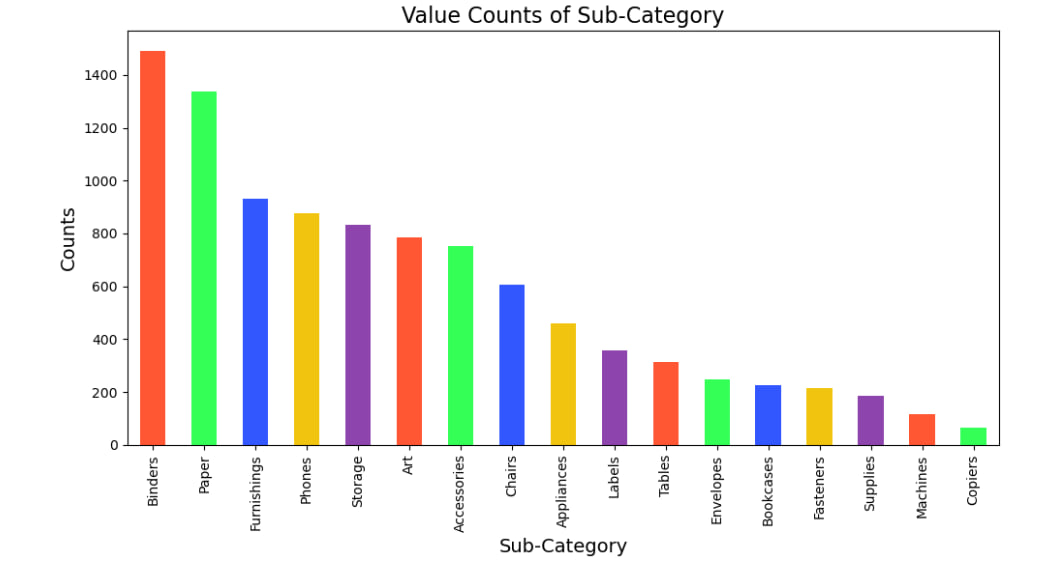 Value Counts of Sub-Category
Counts
1400
1200
1000
800
600
400
200
0
Binders
Paper
Furnishings
Phones
Storage
Art
Accessories
Chairs
Appliances
Labels
Tables
Envelopes
Bookcases
Fasteners
Supplies
Machines
Copiers
Sub-Category